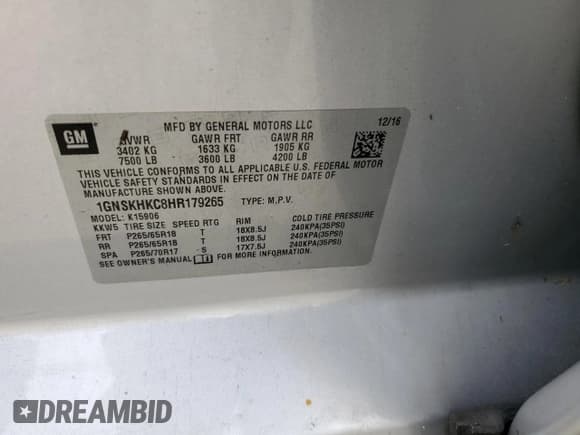 GM
MFD BY GENERAL MOTORS LLC 12/16
GVWR GAWR FRT GAWR RR
3402 KG 1633 KG 1905 KG
7500 LB 3600 LB 4200 LB
THIS VEHICLE CONFORMS TO ALL APPLICABLE U.S. FEDERAL MOTOR
VEHICLE SAFETY STANDARDS IN EFFECT ON THE DATE OF
MANUFACTURE SHOWN ABOVE.
1GNSKHKC8HR179265 TYPE: M.P.V.
MODEL: K15906
KKW5 TIRE SIZE SPEED RTG RIM COLD TIRE PRESSURE
FRT P265/65R18 T 18X8.5J 240KPA(35PSI)
RR P265/65R18 T 18X8.5J 240KPA(35PSI)
SPA P265/70R17 S 17X7.5J 240KPA(35PSI)
SEE OWNER'S MANUAL FOR MORE INFORMATION.
DREAMBID